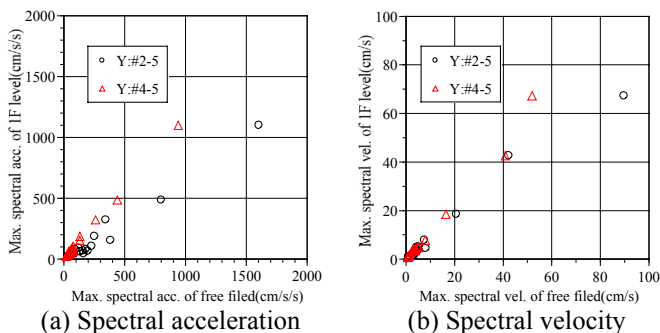 2000
1500
1000
500
0
0 500 1000 1500 2000
Max. spectral acc. of 1F level(cm/s/s)
Max. spectral acc. of free filed(cm/s/s)
Y:#2-5
Y:#4-5
(a) Spectral acceleration
100
80
60
40
20
0
0 20 40 60 80 100
Max. spectral vel. of 1F level(cm/s)
Max. spectral vel. of free filed(cm/s)
Y:#2-5
Y:#4-5
(b) Spectral velocity